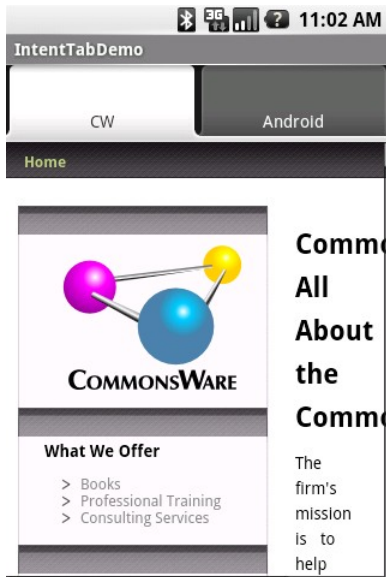 3G 11:02 AM
IntentTabDemo
CW Android
Home
COMMONSWARE
What We Offer
> Books
> Professional Training
> Consulting Services
Commo
All
About
the
Commo
The
firm's
mission
is to
help